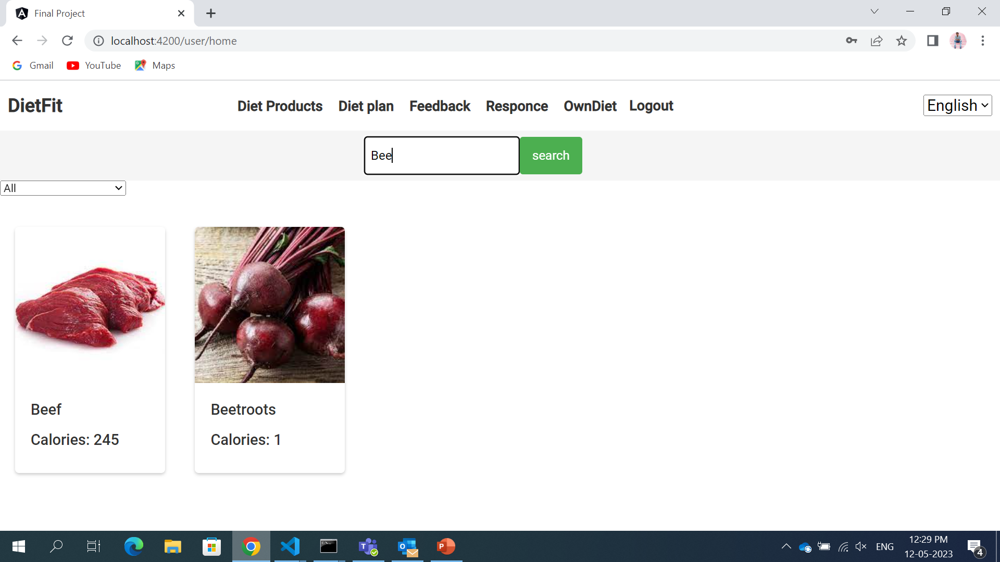 Final Project
localhost:4200/user/home
Gmail YouTube Maps
DietFit Diet Products Diet plan Feedback Responce OwnDiet Logout English
Bee search
All
Beef Beetroots
Calories: 245 Calories: 1
ENG 12:29 PM
12-05-2023 4